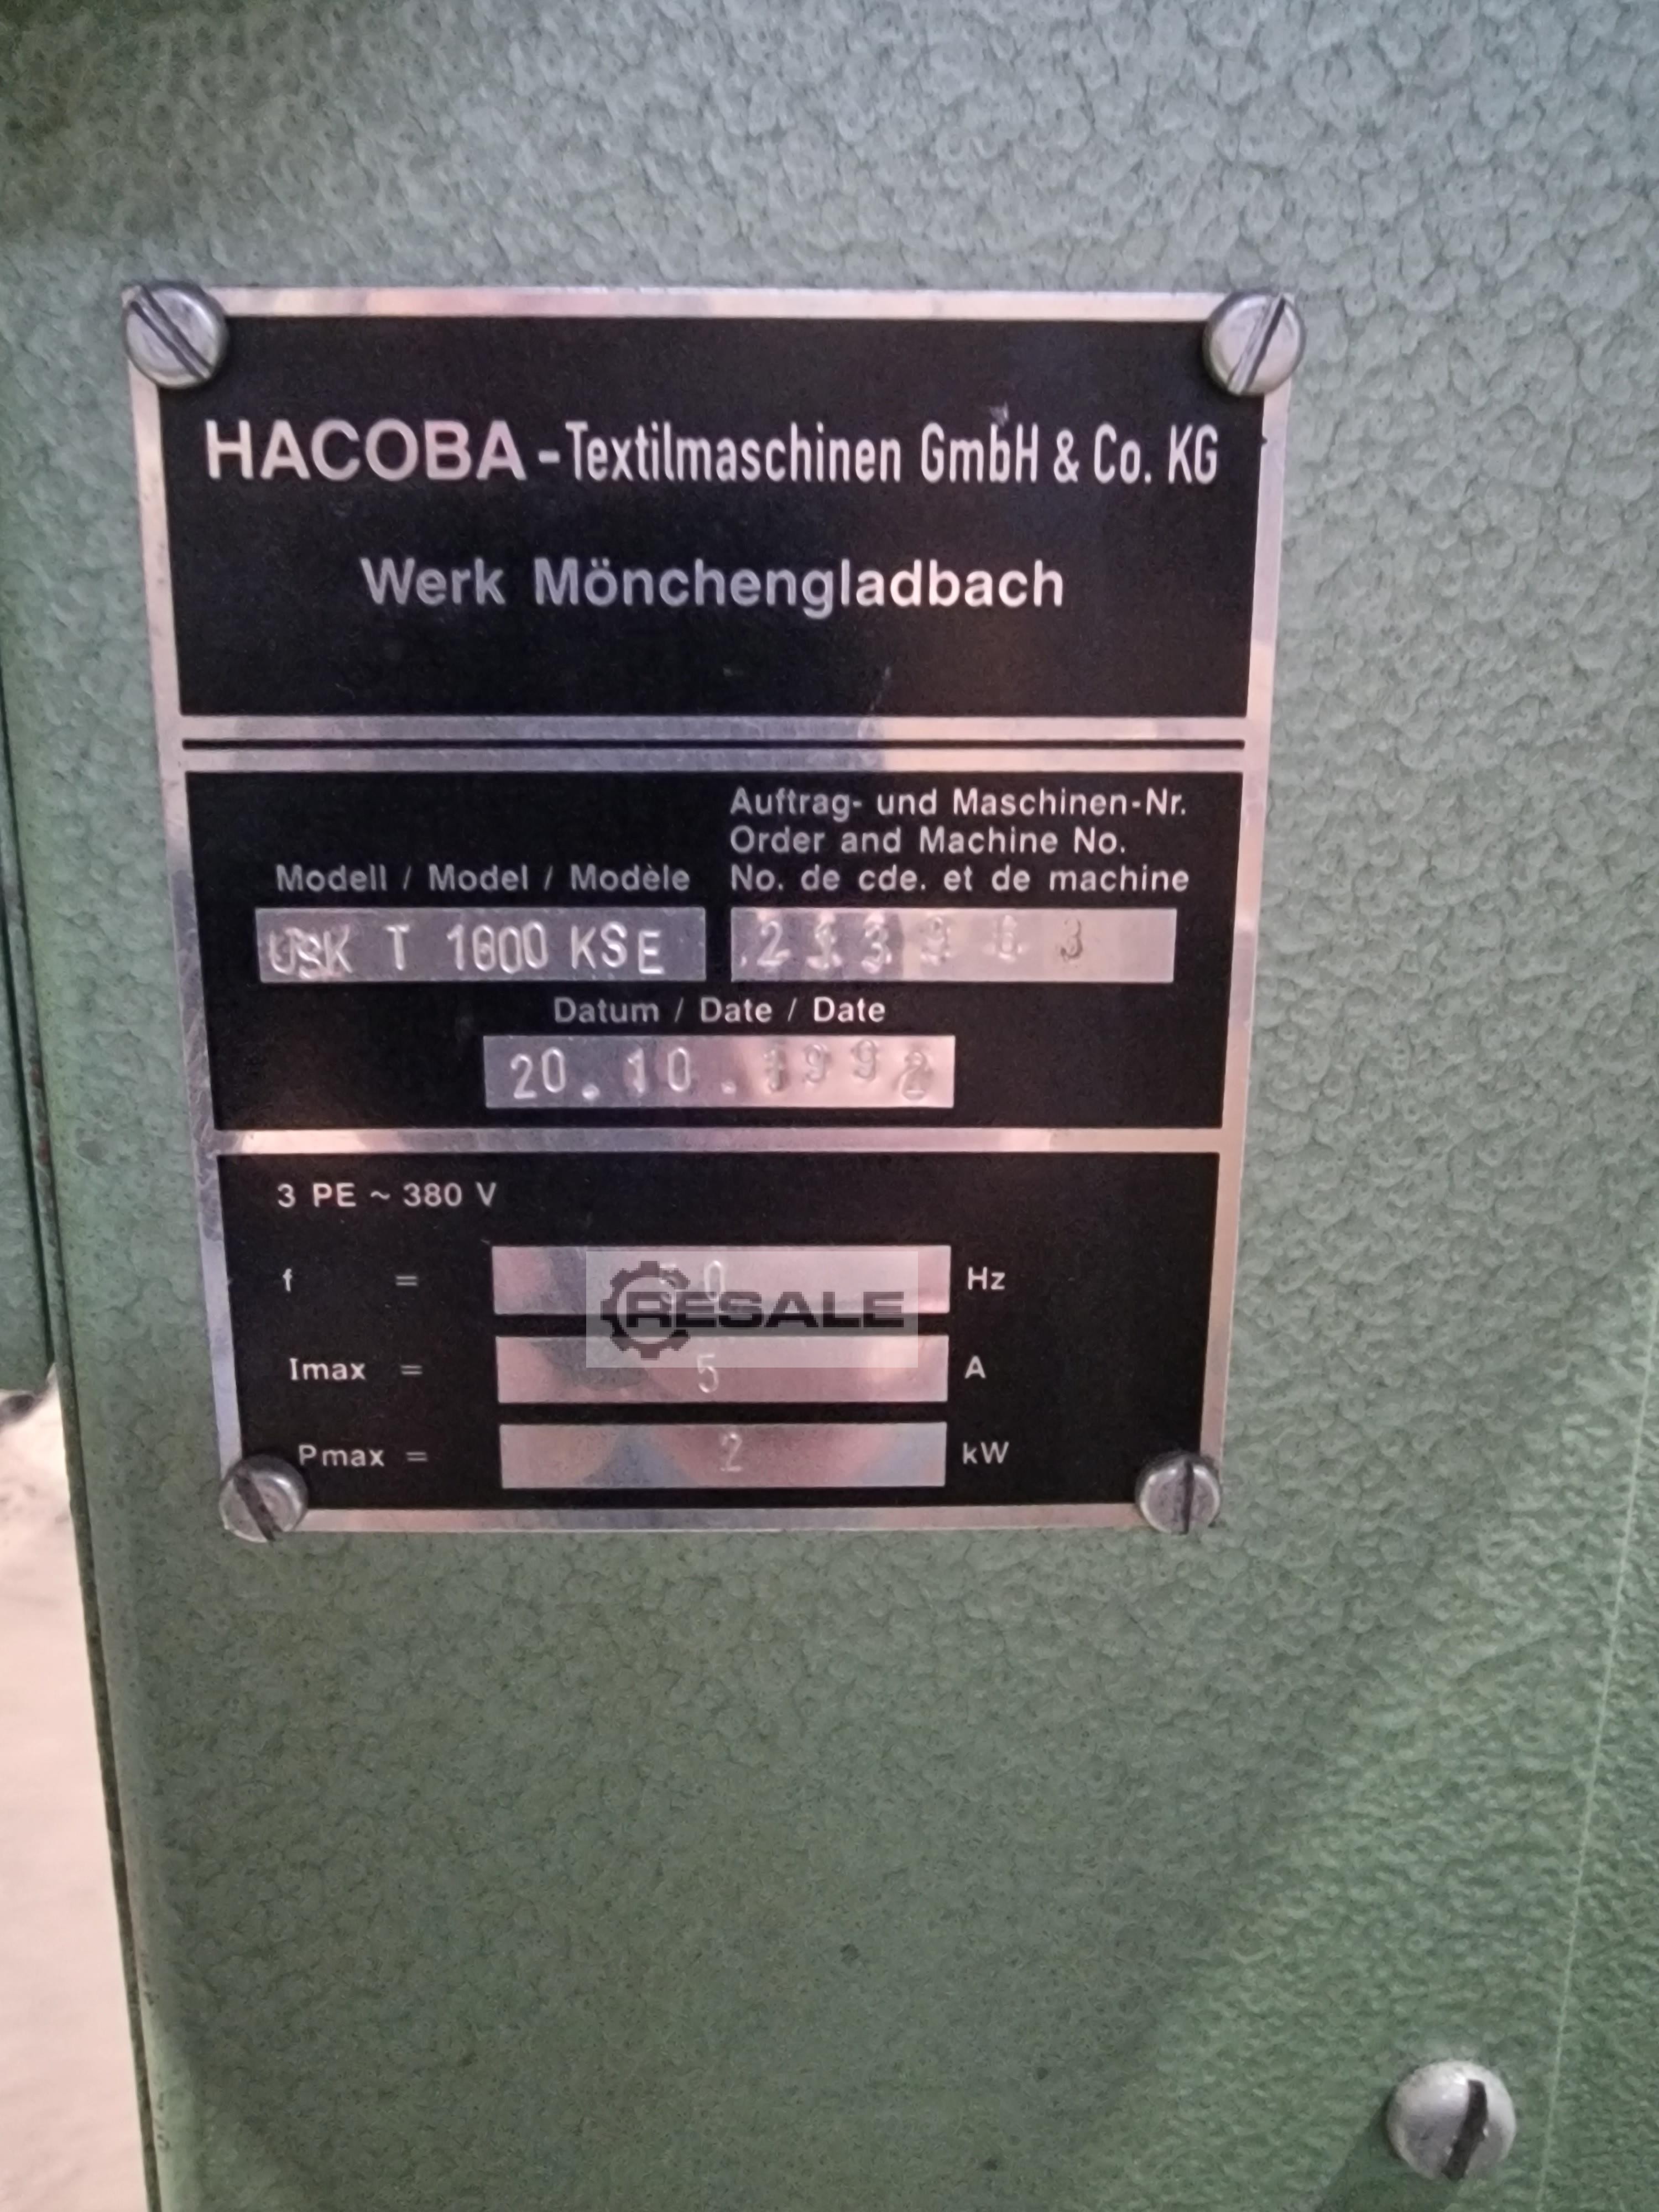 HACOBA-Textilmaschinen GmbH & Co. KG
Werk Mönchengladbach
Auftrag- und Maschinen-Nr.
Order and Machine No.
Modell / Model / Modèle No. de cde. et de machine
USK T 1000 KSE
Datum / Date / Date
20.10.1992
3 PE ~ 380 V
f = 50 Hz
RESALE
Imax = 5 A
Pmax = 2 kW